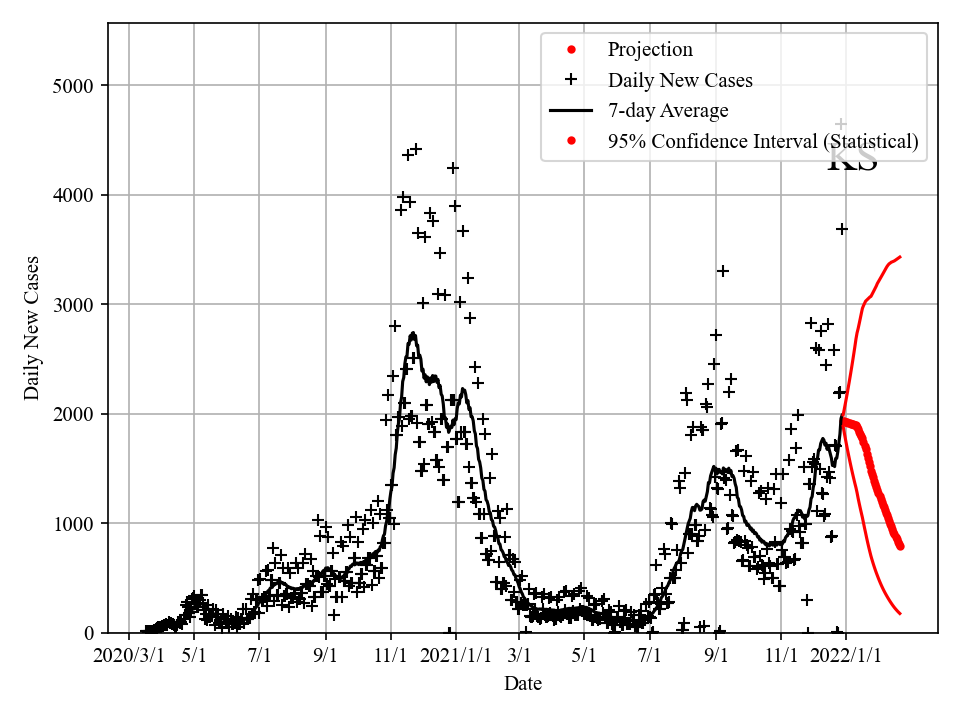 Projection
Daily New Cases
7-day Average
95% Confidence Interval (Statistical)
KS
5000
4000
3000
2000
1000
0
Daily New Cases
2020/3/1 5/1 7/1 9/1 11/1 2021/1/1 3/1 5/1 7/1 9/1 11/1 2022/1/1
Date